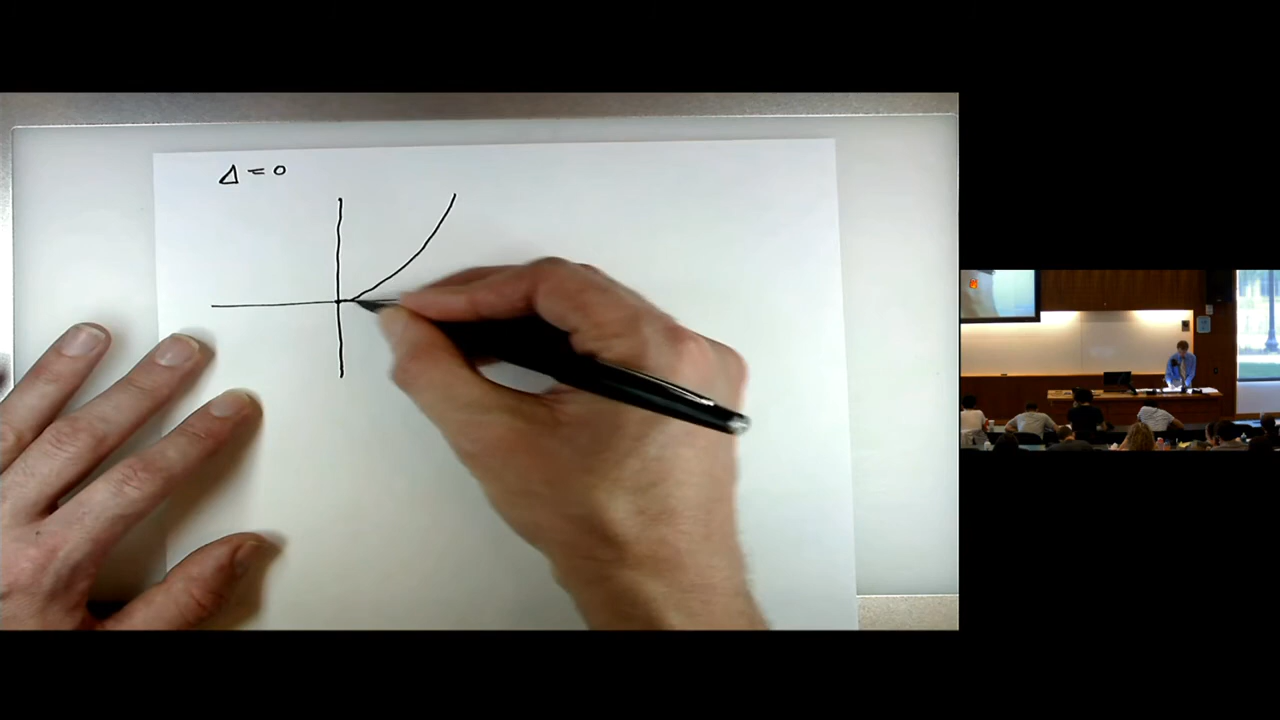 Δ = 0